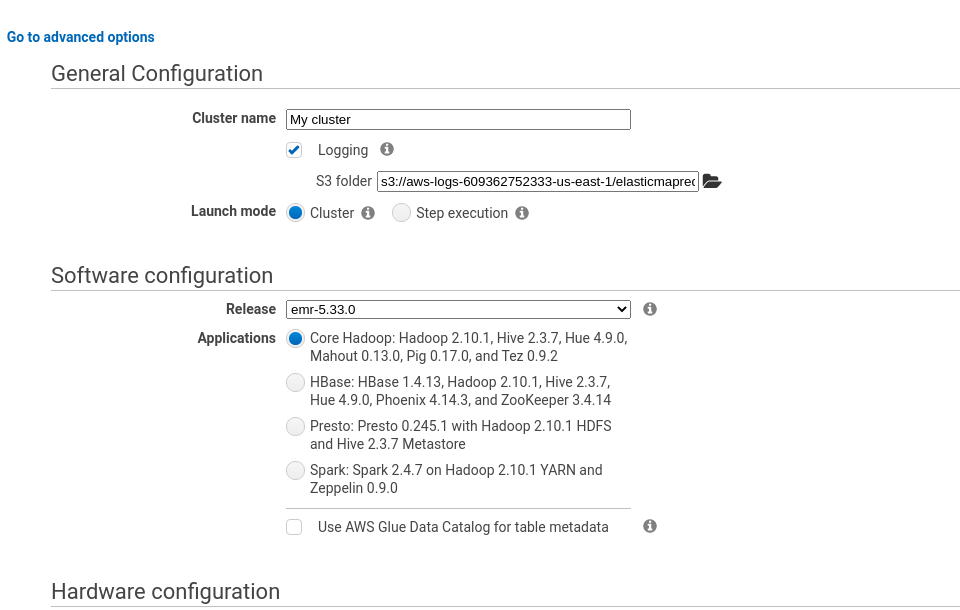 Go to advanced options
General Configuration
Cluster name My cluster
Logging
S3 folder s3://aws-logs-609362752333-us-east-1/elasticmapred
Launch mode Cluster Step execution
Software configuration
Release emr-5.33.0
Applications Core Hadoop: Hadoop 2.10.1, Hive 2.3.7, Hue 4.9.0,
Mahout 0.13.0, Pig 0.17.0, and Tez 0.9.2
HBase: HBase 1.4.13, Hadoop 2.10.1, Hive 2.3.7,
Hue 4.9.0, Phoenix 4.14.3, and ZooKeeper 3.4.14
Presto: Presto 0.245.1 with Hadoop 2.10.1 HDFS
and Hive 2.3.7 Metastore
Spark: Spark 2.4.7 on Hadoop 2.10.1 YARN and
Zeppelin 0.9.0
Use AWS Glue Data Catalog for table metadata
Hardware configuration